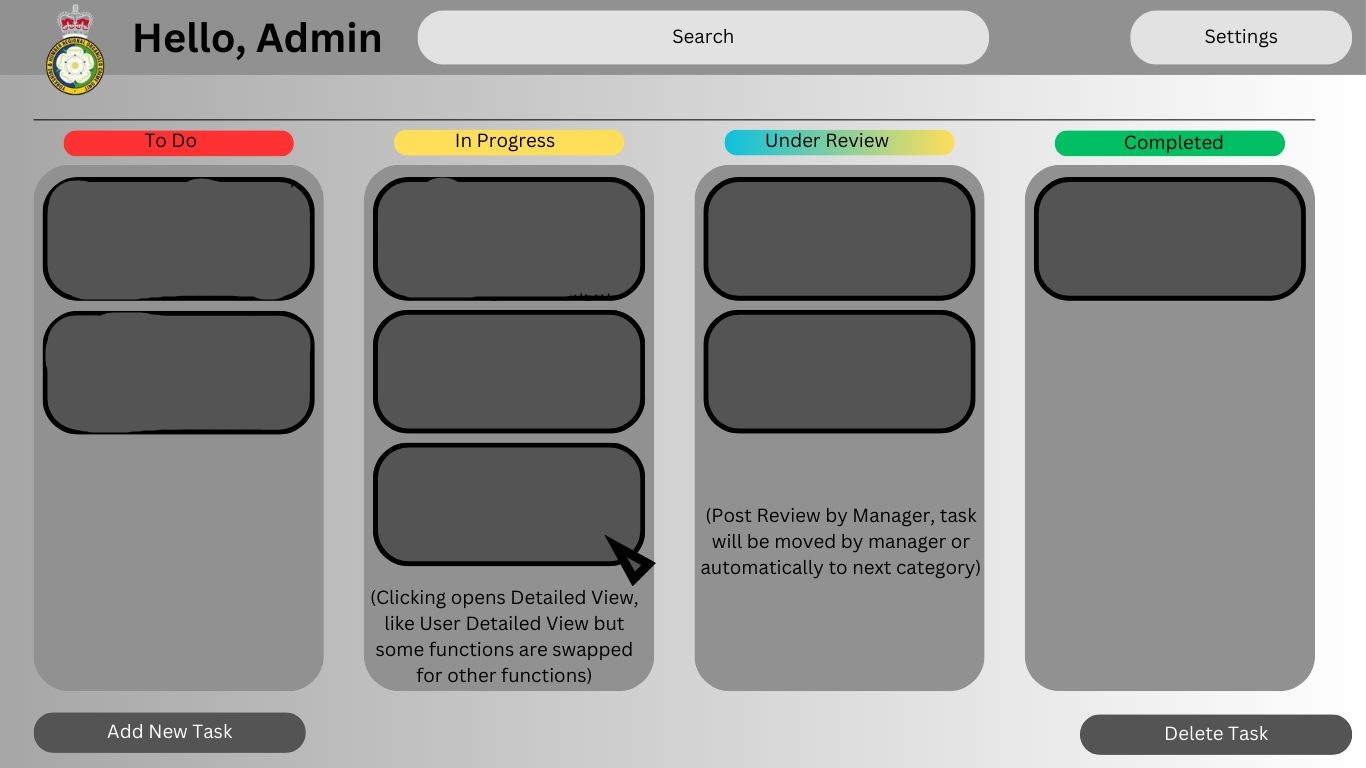 Hello, Admin
Search
Settings
To Do
In Progress
Under Review
Completed
(Clicking opens Detailed View,
like User Detailed View but
some functions are swapped
for other functions)
(Post Review by Manager, task
will be moved by manager or
automatically to next category)
Add New Task
Delete Task